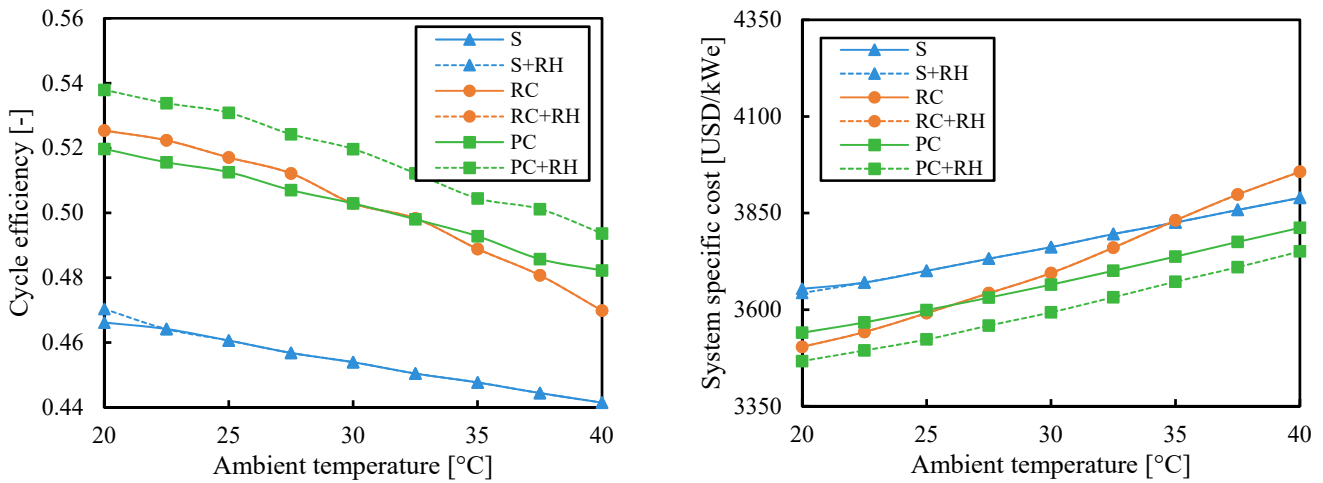 Cycle efficiency [-]
0.56
0.54
0.52
0.50
0.48
0.46
0.44
20
25
30
35
40
Ambient temperature [°C]
S
S+RH
RC
RC+RH
PC
PC+RH
System specific cost [USD/kWe]
4350
4100
3850
3600
3350
20
25
30
35
40
Ambient temperature [°C]
S
S+RH
RC
RC+RH
PC
PC+RH